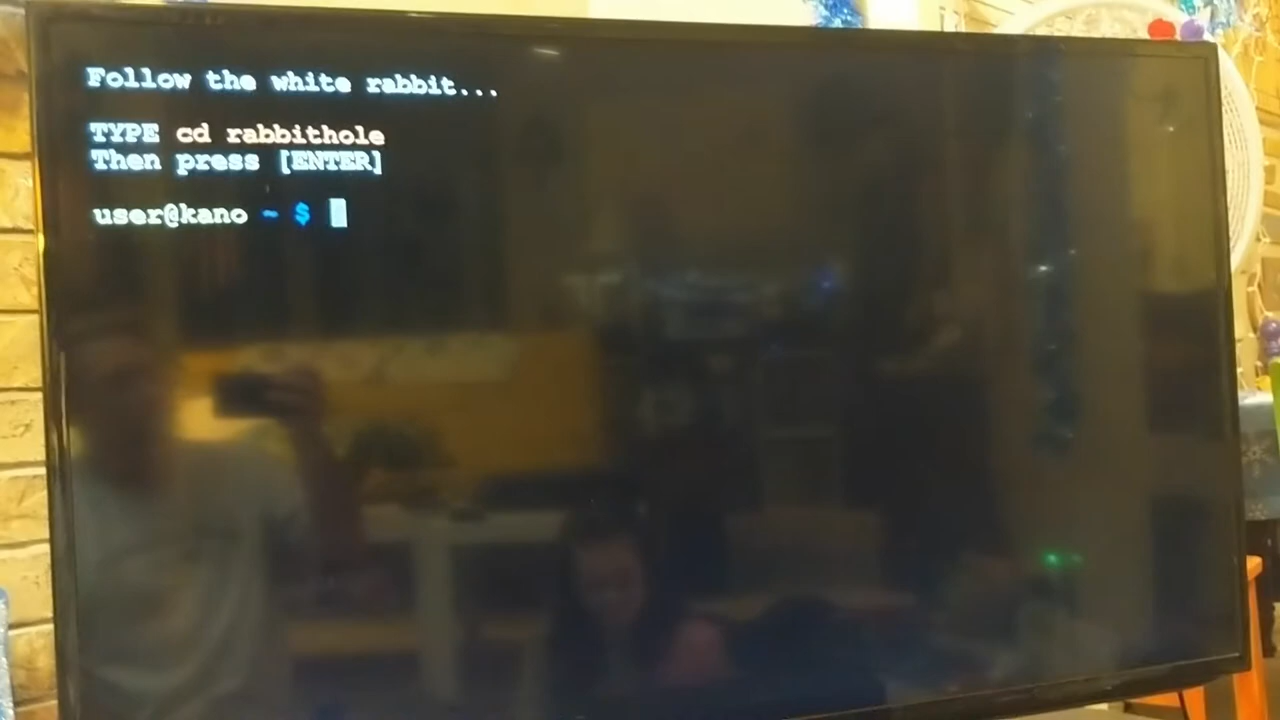 Follow the white rabbit...
TYPE cd rabbithole
Then press [ENTER]
user@kano ~ $